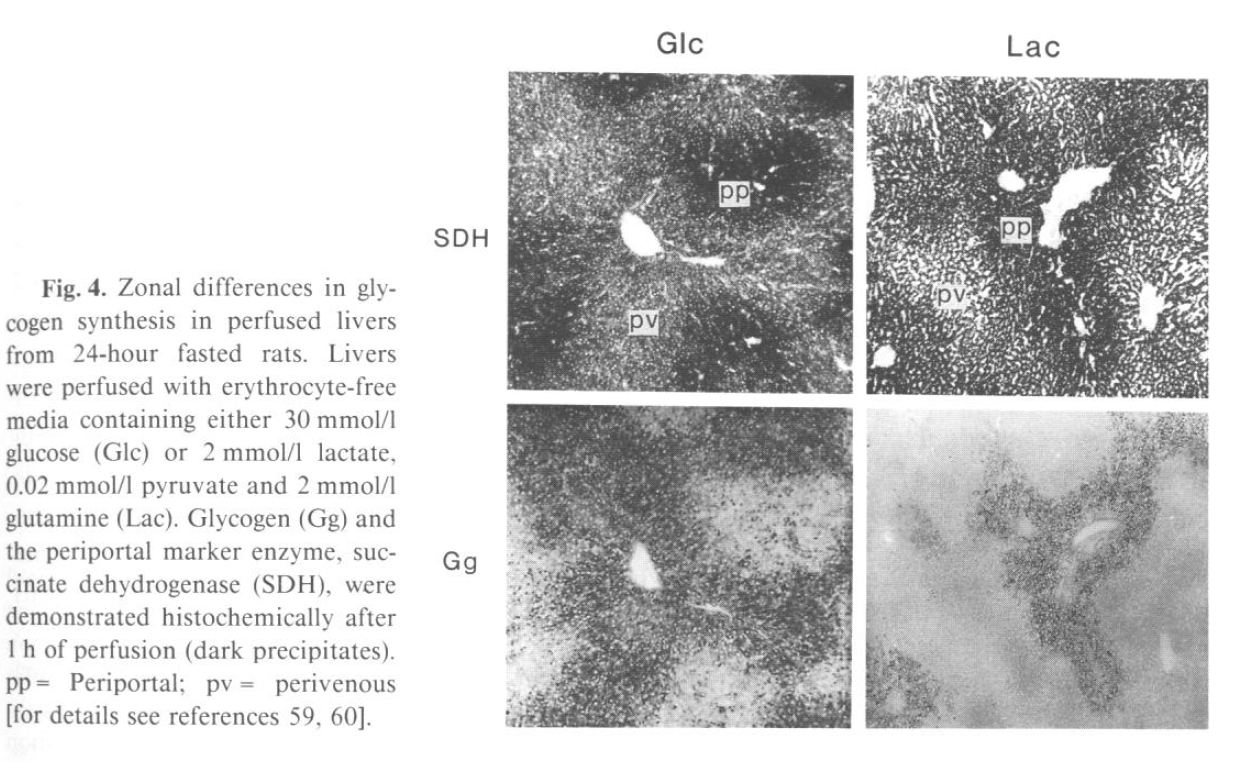 Glc
Lac
SDH
pp
pp
pv
pv
Gg
Fig. 4. Zonal differences in gly-
cogen synthesis in perfused livers
from 24-hour fasted rats. Livers
were perfused with erythrocyte-free
media containing either 30 mmol/l
glucose (Glc) or 2 mmol/l lactate,
0.02 mmol/l pyruvate and 2 mmol/l
glutamine (Lac). Glycogen (Gg) and
the periportal marker enzyme, suc-
cinate dehydrogenase (SDH), were
demonstrated histochemically after
1 h of perfusion (dark precipitates).
pp = Periportal; pv = perivenous
[for details see references 59, 60].